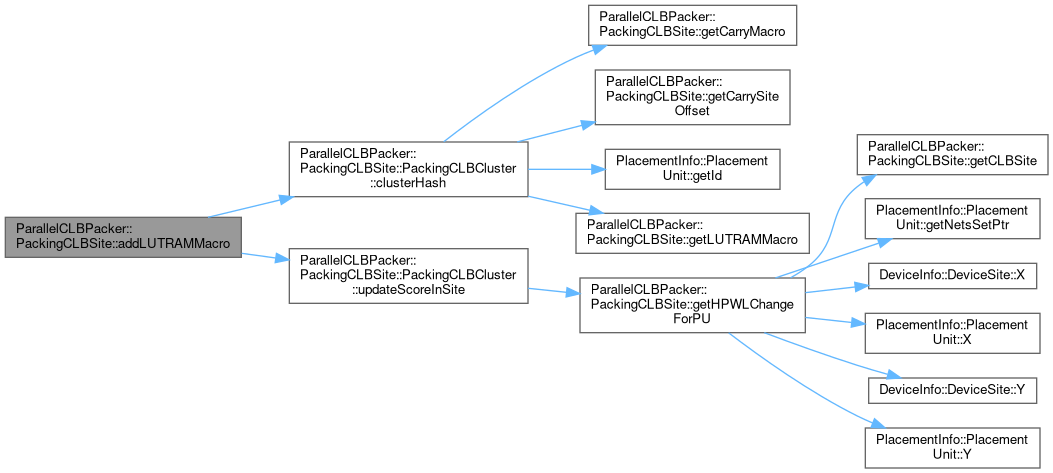 ParallelCLBPacker::
PackingCLBSite::addLUTRAMMacro
ParallelCLBPacker::
PackingCLBSite::PackingCLBCluster
::clusterHash
ParallelCLBPacker::
PackingCLBSite::PackingCLBCluster
::updateScoreInSite
ParallelCLBPacker::
PackingCLBSite::getCarryMacro
ParallelCLBPacker::
PackingCLBSite::getCarrySite
Offset
PlacementInfo::Placement
Unit::getId
ParallelCLBPacker::
PackingCLBSite::getLUTRAMMacro
ParallelCLBPacker::
PackingCLBSite::getHPWLChange
ForPU
ParallelCLBPacker::
PackingCLBSite::getCLBSite
PlacementInfo::Placement
Unit::getNetsSetPtr
DeviceInfo::DeviceSite::X
PlacementInfo::Placement
Unit::X
DeviceInfo::DeviceSite::Y
PlacementInfo::Placement
Unit::Y